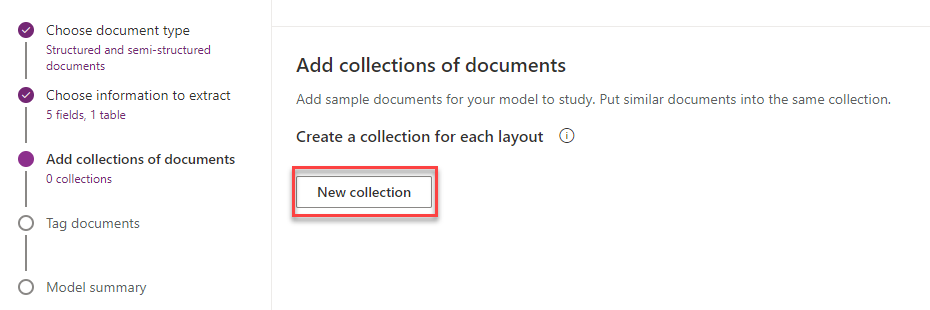 Choose document type
Structured and semi-structured
documents
Choose information to extract
5 fields, 1 table
Add collections of documents
0 collections
Tag documents
Model summary
Add collections of documents
Add sample documents for your model to study. Put similar documents into the same collection.
Create a collection for each layout
New collection